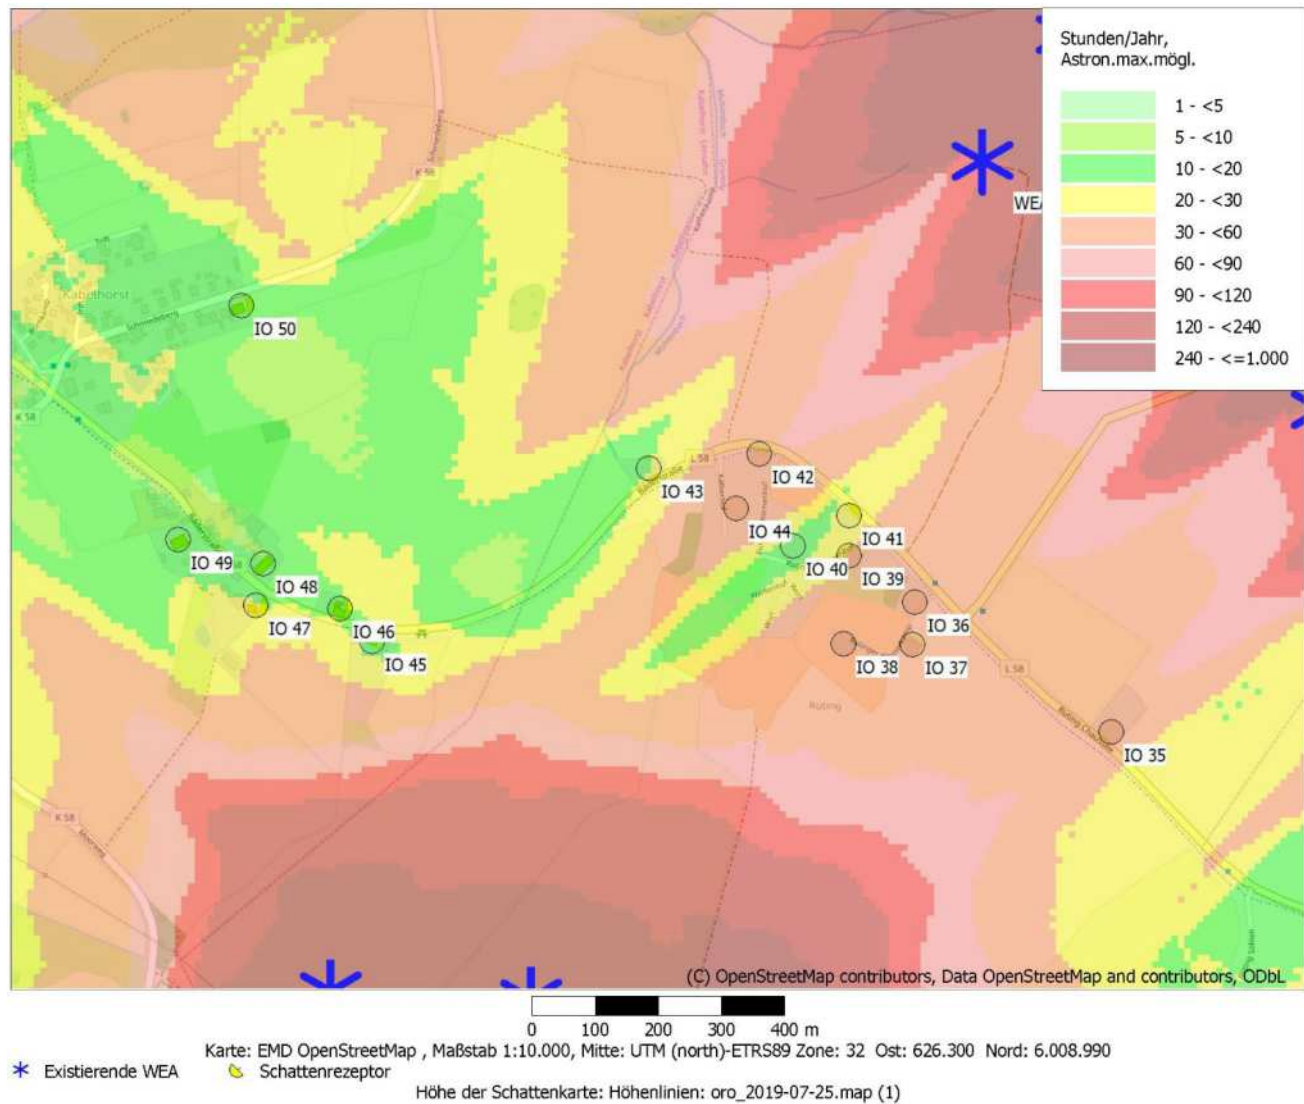 Stunden/Jahr,
Astron.max.mögl.
1 - <5
5 - <10
10 - <20
20 - <30
30 - <60
60 - <90
90 - <120
120 - <240
240 - <=1.000
WEA
K 58
Kabelhorst
IO 50
K 58
L 58
IO 43
IO 42
IO 44
IO 41
IO 40
IO 39
IO 49
IO 48
IO 47
IO 46
IO 45
IO 36
IO 38
IO 37
L 58
Rüting
IO 35
K 58
(C) OpenStreetMap contributors, Data OpenStreetMap and contributors, ODbL
0 100 200 300 400 m
Karte: EMD OpenStreetMap , Maßstab 1:10.000, Mitte: UTM (north)-ETRS89 Zone: 32 Ost: 626.300 Nord: 6.008.990
Existierende WEA Schattenrezeptor
Höhe der Schattenkarte: Höhenlinien: oro_2019-07-25.map (1)